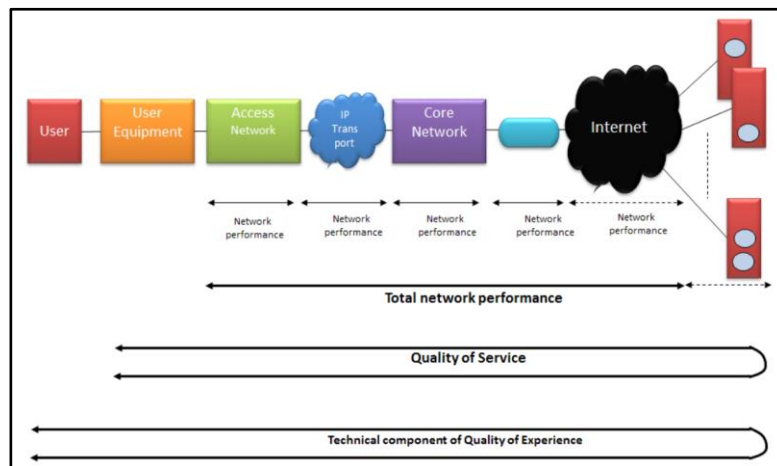 User
User
Equipment
Access
Network
IP
Trans
port
Core
Network
Internet
Network
performance
Network
performance
Network
performance
Network
performance
Network
performance
Total network performance
Quality of Service
Technical component of Quality of Experience